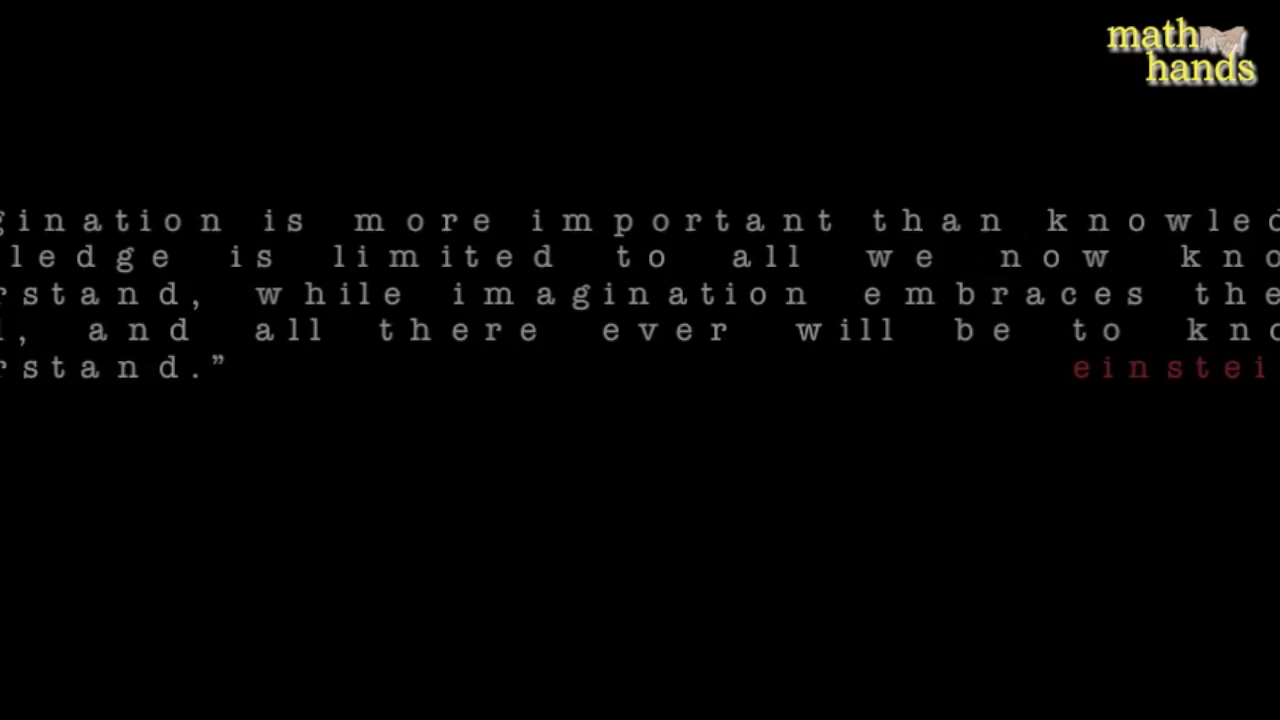 math
hands
gination is more important than knowled
ledge is limited to all we now kno
rstand, while imagination embraces the
l, and all there ever will be to kno
rstand.” einstei